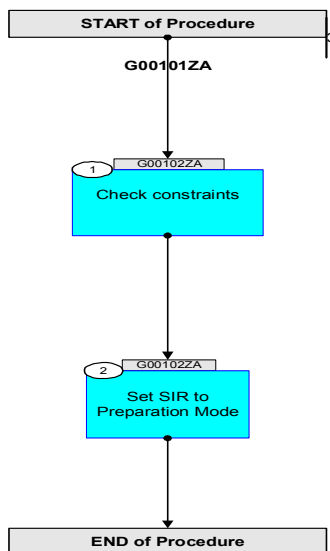 START of Procedure
G00101ZA
G00102ZA
1
Check constraints
G00102ZA
2
Set SIR to
Preparation Mode
END of Procedure